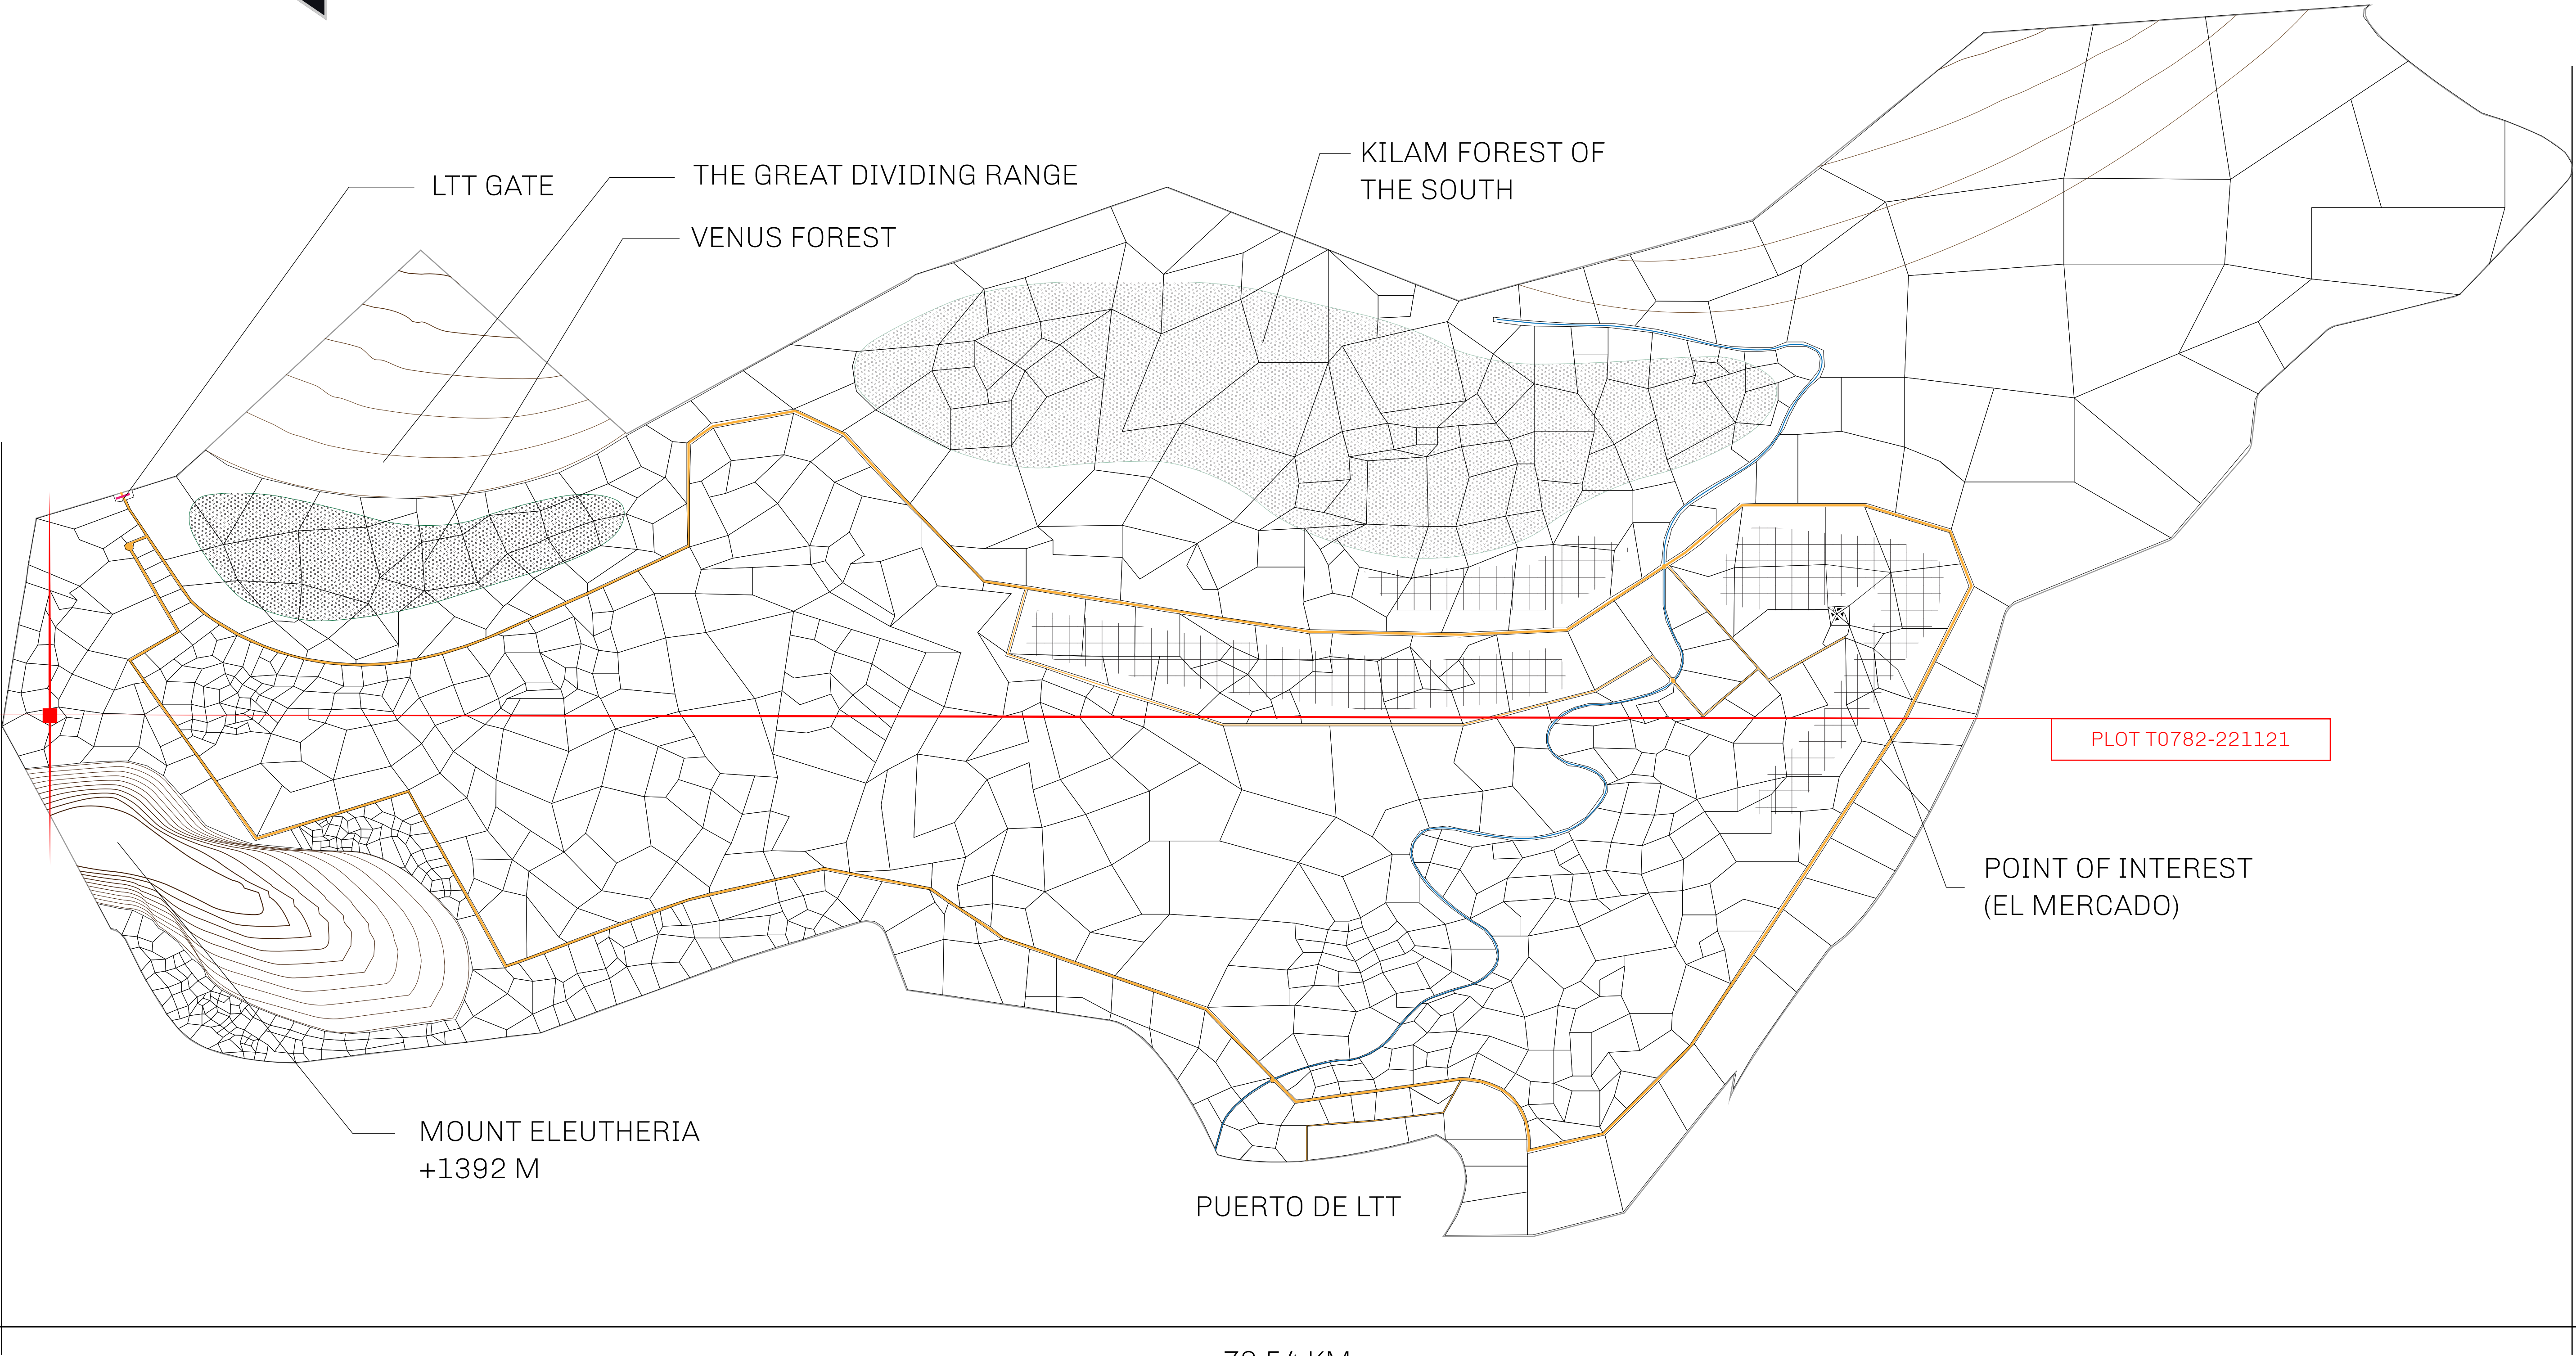 KILAM FOREST OF
THE SOUTH
LTT GATE
THE GREAT DIVIDING RANGE
VENUS FOREST
PLOT T0782-221121
POINT OF INTEREST
(EL MERCADO)
MOUNT ELEUTHERIA
+1392 M
PUERTO DE LTT
KM